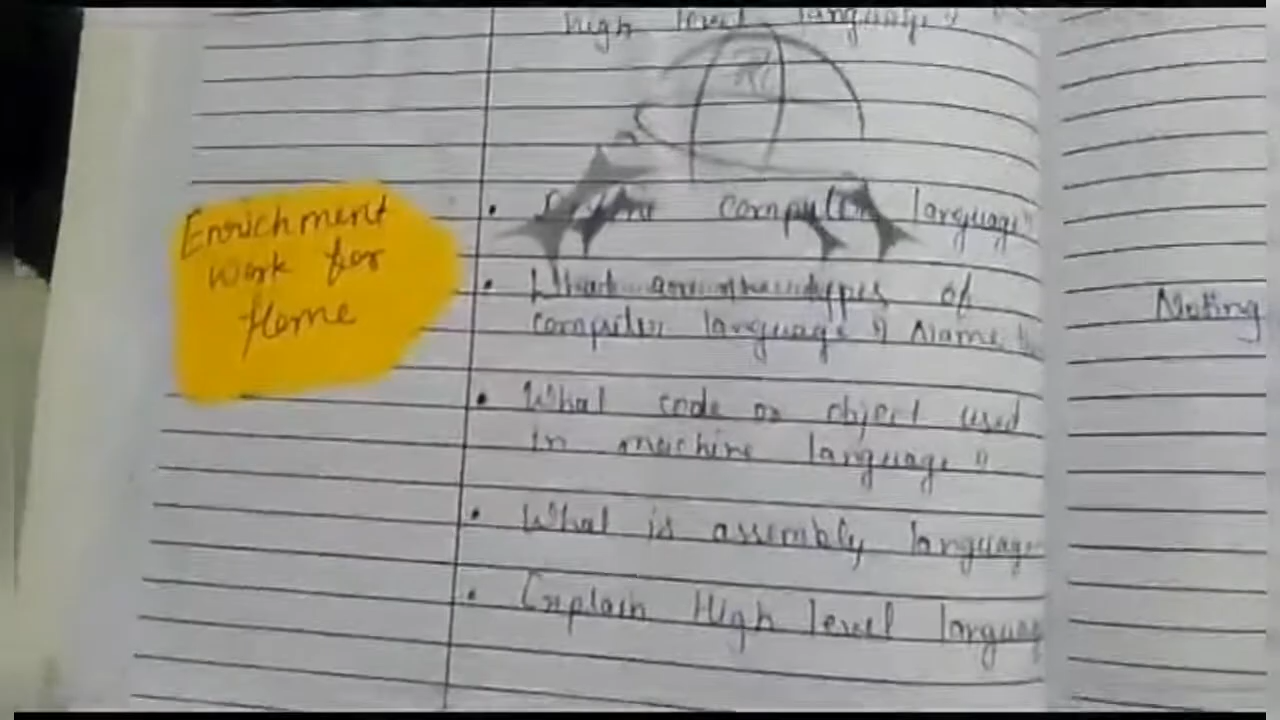 high level language"
Enrichment
work for
Home
• Define computer language"
• What are the types of
computer language" Name
• What code or object used
in machine language"
• What is assembly language
• Explain High level language
Noting